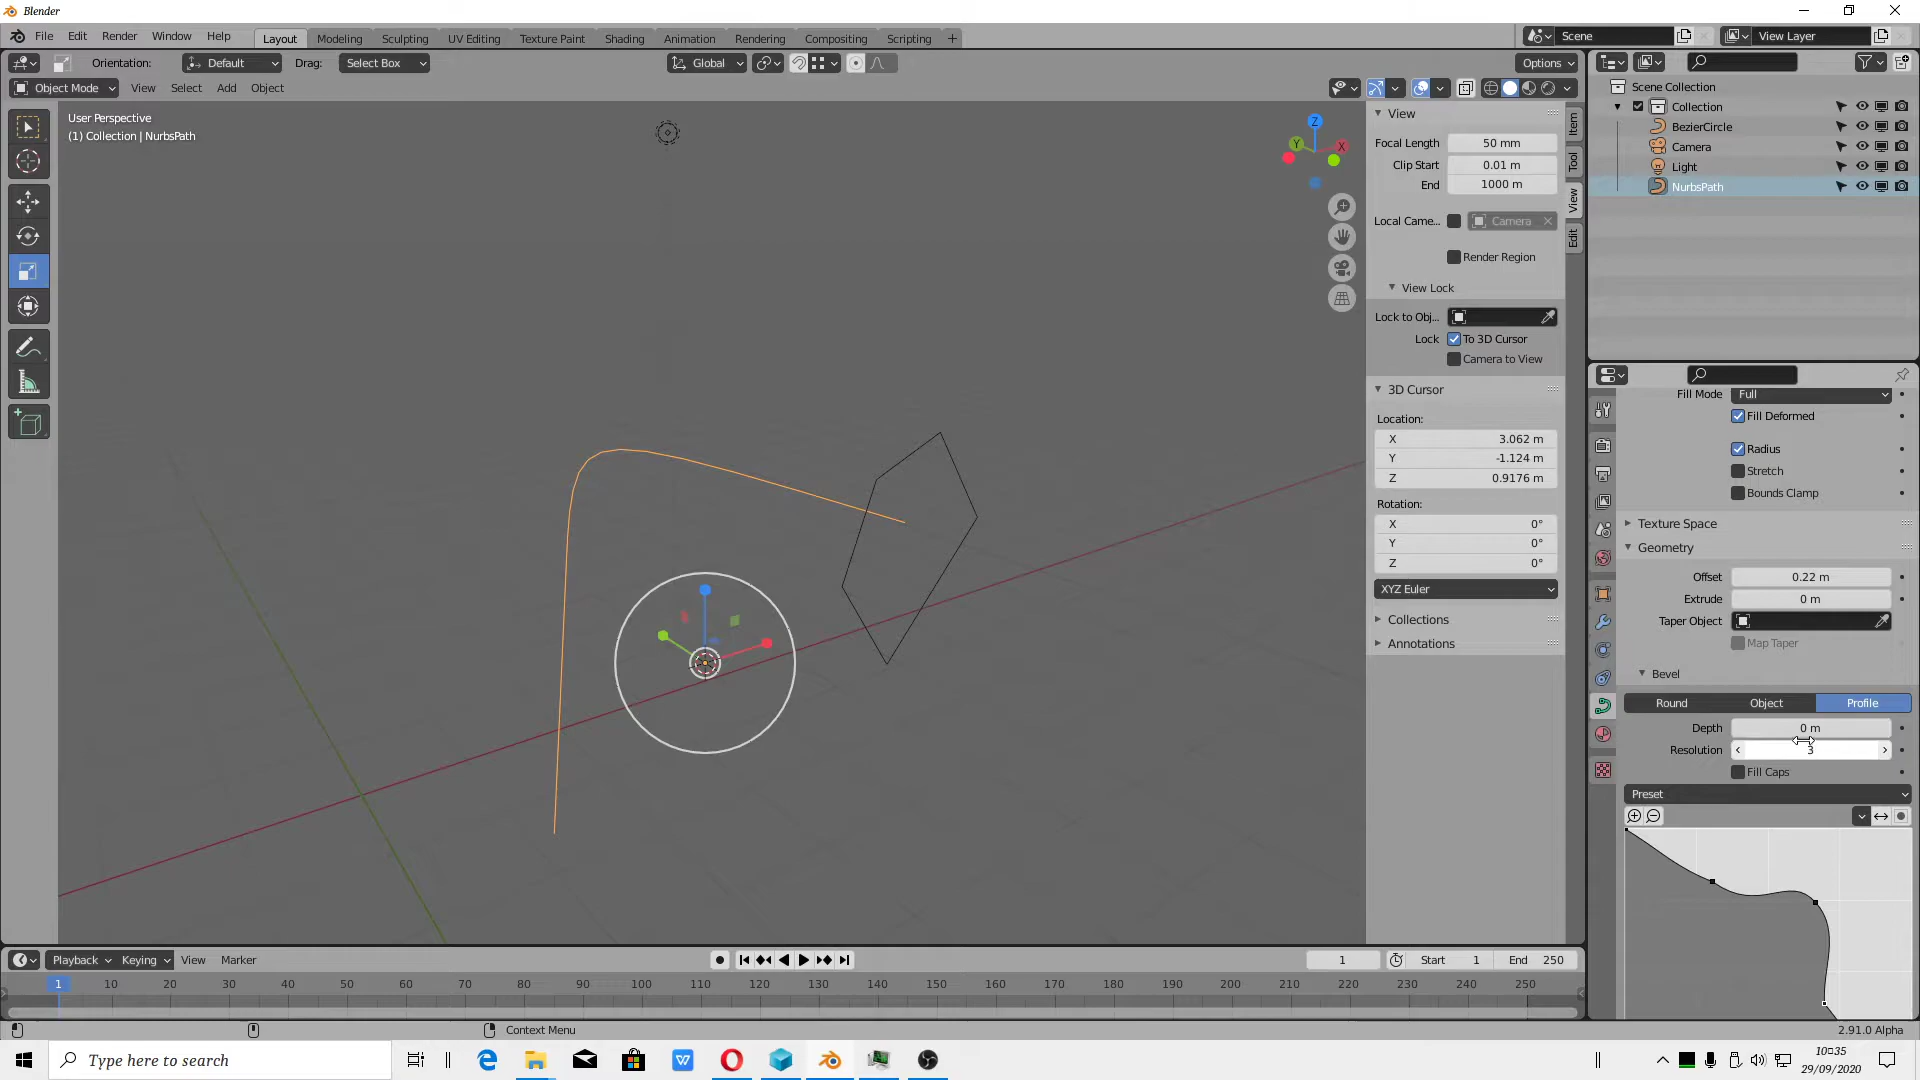 Blender
File Edit Render Window Help
Layout Modeling Sculpting UV Editing Texture Paint Shading Animation Rendering Compositing Scripting
Scene
View Layer
Orientation: Default Drag: Select Box
Global
Options
Object Mode View Select Add Object
User Perspective
(1) Collection | NurbsPath
Z
Y
X
View
Focal Length 50 mm
Clip Start 0.01 m
End 1000 m
Local Came... Camera
Render Region
View Lock
Lock to Obj...
Lock To 3D Cursor
Camera to View
3D Cursor
Location:
X 3.062 m
Y -1.124 m
Z 0.9176 m
Rotation:
X 0°
Y 0°
Z 0°
XYZ Euler
Collections
Annotations
Item
Tool
View
Edit
Scene Collection
Collection
BezierCircle
Camera
Light
NurbsPath
Fill Mode Full
Fill Deformed
Radius
Stretch
Bounds Clamp
Texture Space
Geometry
Offset 0.22 m
Extrude 0 m
Taper Object
Map Taper
Bevel
Round Object Profile
Depth 0 m
Resolution 3
Fill Caps
Preset
Playback Keying View Marker
1 Start 1 End 250
1 10 20 30 40 50 60 70 80 90 100 110 120 130 140 150 160 170 180 190 200 210 220 230 240 250
Context Menu
2.91.0 Alpha
Type here to search
10:35
29/09/2020